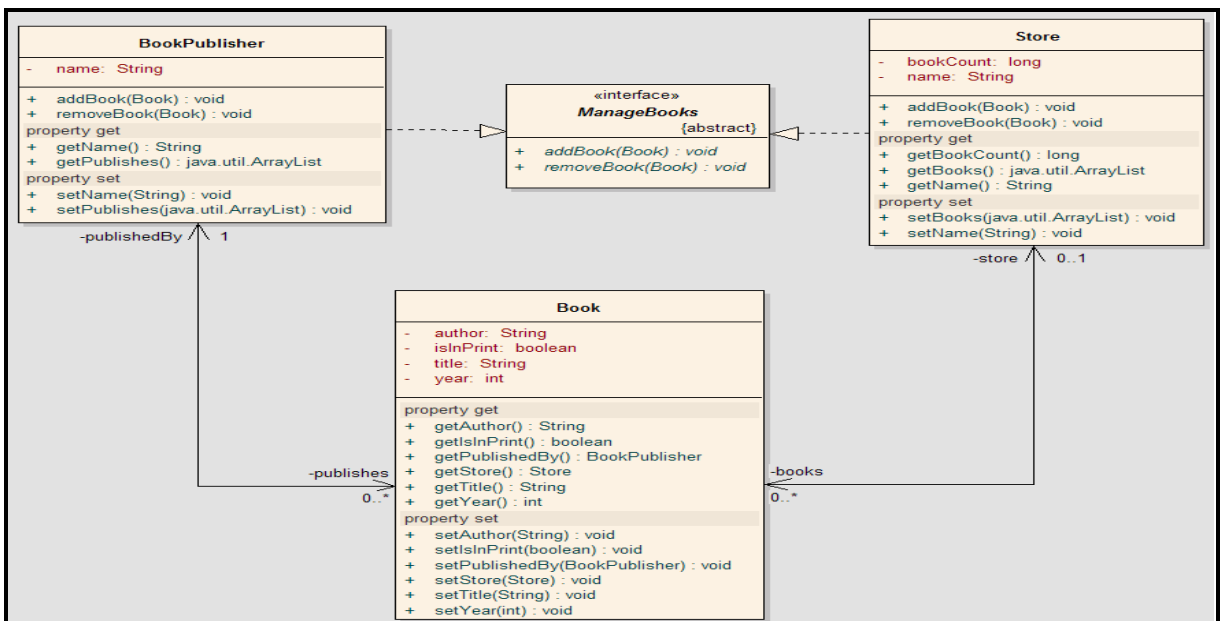 BookPublisher
- name: String
+ addBook(Book) : void
+ removeBook(Book) : void
property get
+ getName() : String
+ getPublishes() : java.util.ArrayList
property set
+ setName(String) : void
+ setPublishes(java.util.ArrayList) : void
-publishedBy 1
«interface»
ManageBooks
{abstract}
+ addBook(Book) : void
+ removeBook(Book) : void
Store
- bookCount: long
- name: String
+ addBook(Book) : void
+ removeBook(Book) : void
property get
+ getBookCount() : long
+ getBooks() : java.util.ArrayList
+ getName() : String
property set
+ setBooks(java.util.ArrayList) : void
+ setName(String) : void
-store 0..1
Book
- author: String
- isInPrint: boolean
- title: String
- year: int
property get
+ getAuthor() : String
+ getIsInPrint() : boolean
+ getPublishedBy() : BookPublisher
+ getStore() : Store
+ getTitle() : String
+ getYear() : int
property set
+ setAuthor(String) : void
+ setIsInPrint(boolean) : void
+ setPublishedBy(BookPublisher) : void
+ setStore(Store) : void
+ setTitle(String) : void
+ setYear(int) : void
-publishes
0..*
-books
0..*